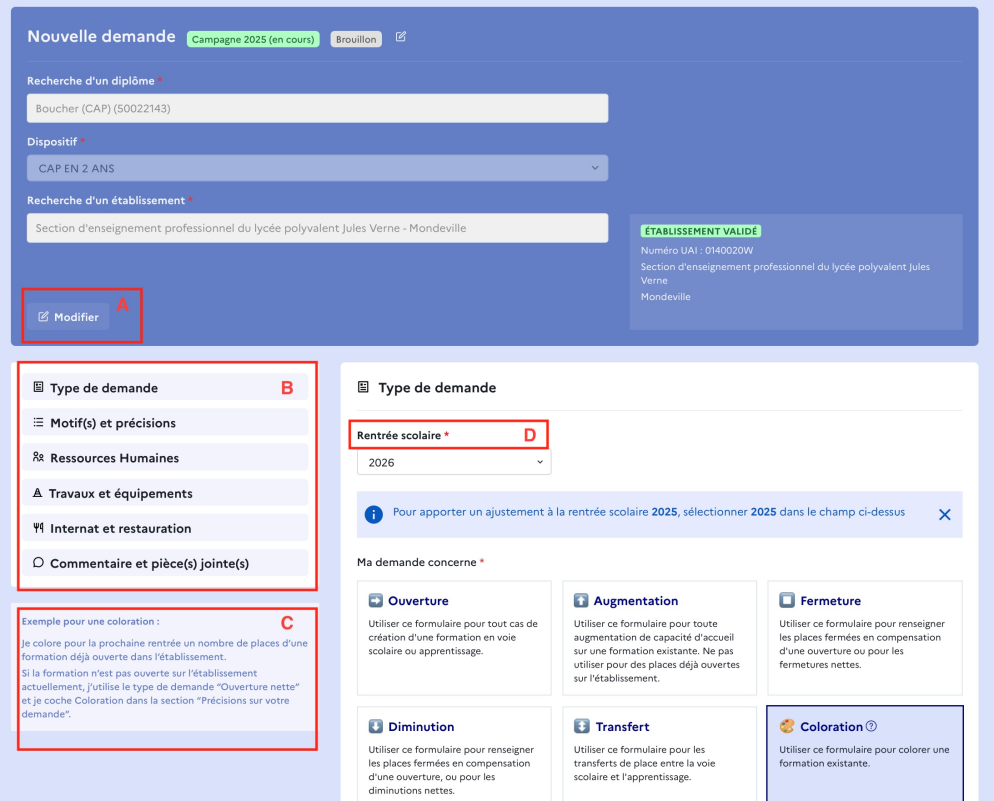 Nouvelle demande Campagne 2025 (en cours) Brouillon
Recherche d'un diplôme *
Boucher (CAP) (50022143)
Dispositif *
CAP EN 2 ANS
Recherche d'un établissement *
Section d'enseignement professionnel du lycée polyvalent Jules Verne - Mondeville
ÉTABLISSEMENT VALIDÉ
Numéro UAI : 0140020W
Section d'enseignement professionnel du lycée polyvalent Jules
Verne
Mondeville
A
Modifier
Type de demande B
Motif(s) et précisions
Ressources Humaines
Travaux et équipements
Internat et restauration
Commentaire et pièce(s) jointe(s)
Exemple pour une coloration : C
Je colore pour la prochaine rentrée un nombre de places d'une
formation déjà ouverte dans l'établissement.
Si la formation n'est pas ouverte sur l'établissement
actuellement, j'utilise le type de demande “Ouverture nette”
et je coche Coloration dans la section “Précisions sur votre
demande”.
Type de demande
Rentrée scolaire * D
2026
Pour apporter un ajustement à la rentrée scolaire 2025, sélectionner 2025 dans le champ ci-dessus
Ma demande concerne *
Ouverture
Utiliser ce formulaire pour tout cas de
création d'une formation en voie
scolaire ou apprentissage.
Augmentation
Utiliser ce formulaire pour toute
augmentation de capacité d'accueil
sur une formation existante. Ne pas
utiliser pour des places déjà ouvertes
sur l'établissement.
Fermeture
Utiliser ce formulaire pour renseigner
les places fermées en compensation
d'une ouverture ou pour les
fermetures nettes.
Diminution
Utiliser ce formulaire pour renseigner
les places fermées en compensation
d'une ouverture, ou pour les
diminutions nettes.
Transfert
Utiliser ce formulaire pour les
transferts de place entre la voie
scolaire et l'apprentissage.
Coloration
Utiliser ce formulaire pour colorer une
formation existante.